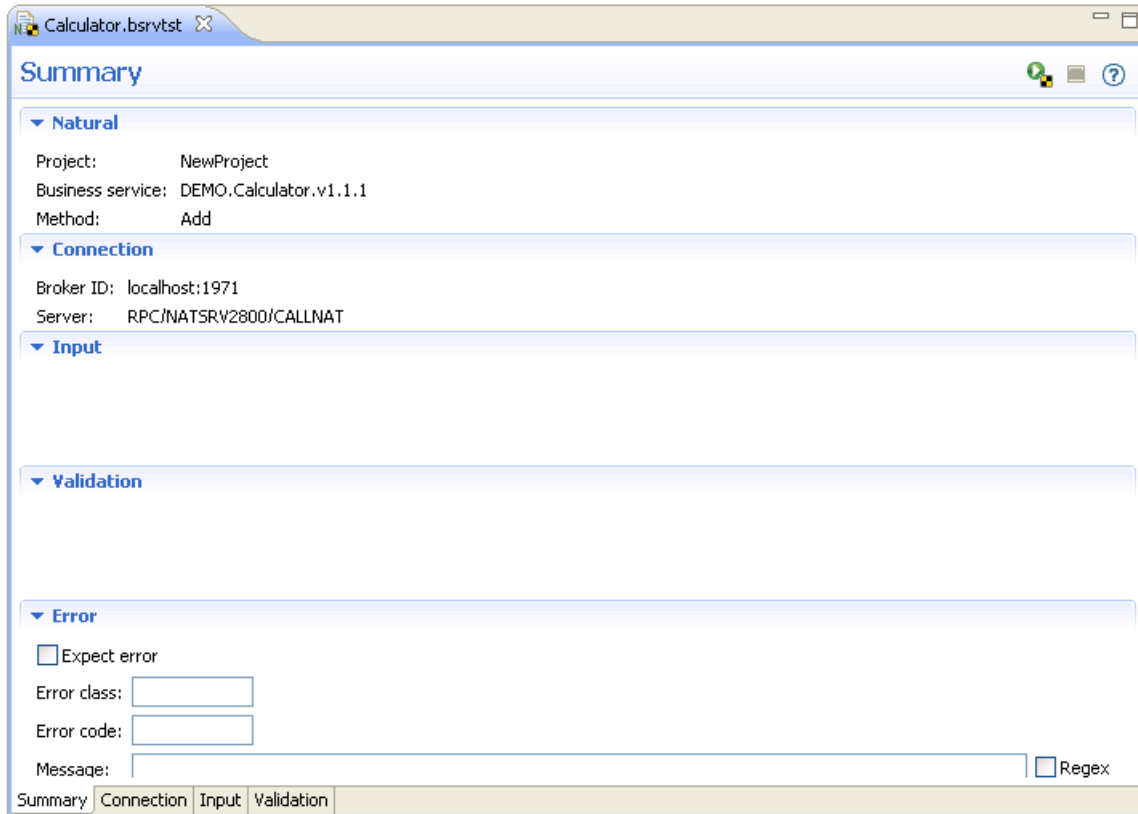 Calculator.bsrvtst
Summary
Natural
Project: NewProject
Business service: DEMO.Calculator.v1.1.1
Method: Add
Connection
Broker ID: localhost:1971
Server: RPC/NATSRV2800/CALLNAT
Input
Validation
Error
Expect error
Error class:
Error code:
Message: Regex
Summary Connection Input Validation